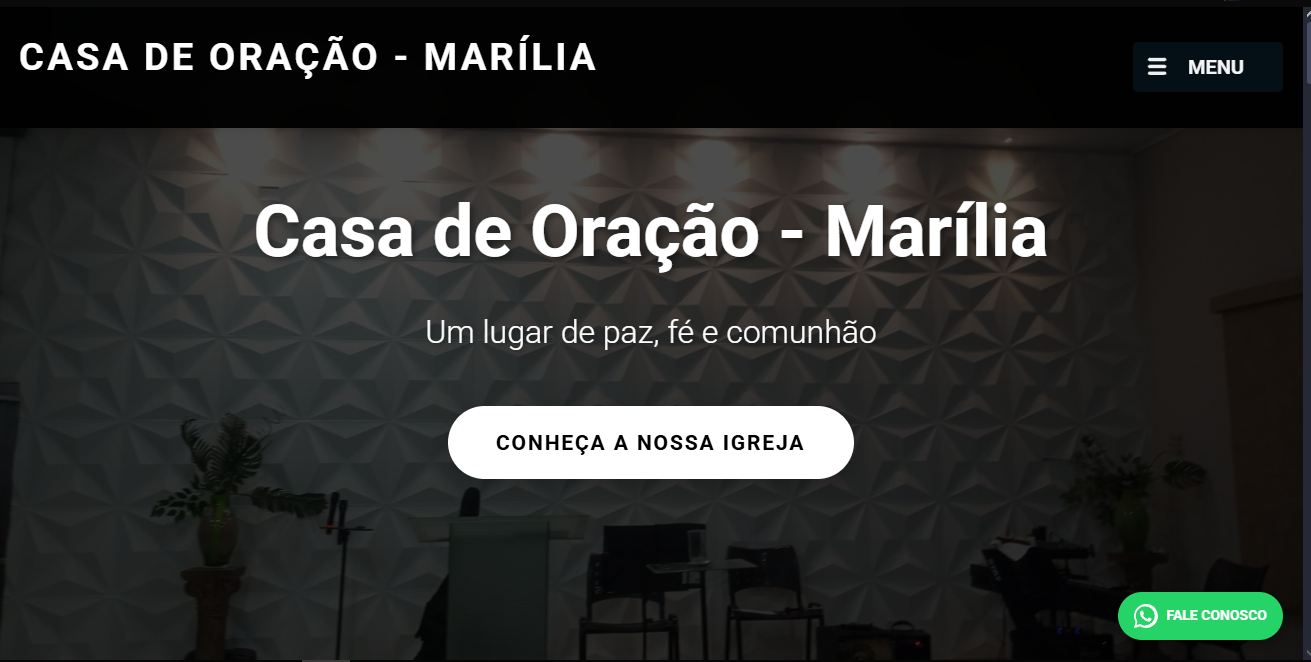 CASA DE ORAÇÃO - MARÍLIA
MENU
Casa de Oração - Marília
Um lugar de paz, fé e comunhão
CONHEÇA A NOSSA IGREJA
FALE CONOSCO